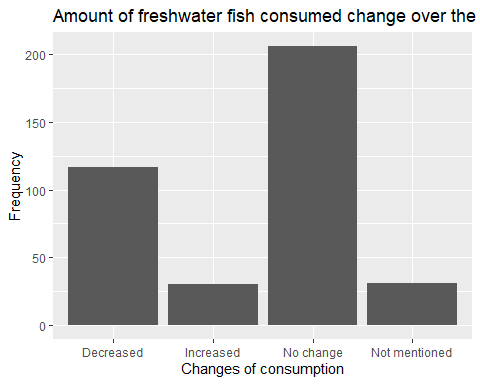 Amount of freshwater fish consumed change over the
Frequency
200
150
100
50
0
Decreased
Increased
No change
Not mentioned
Changes of consumption